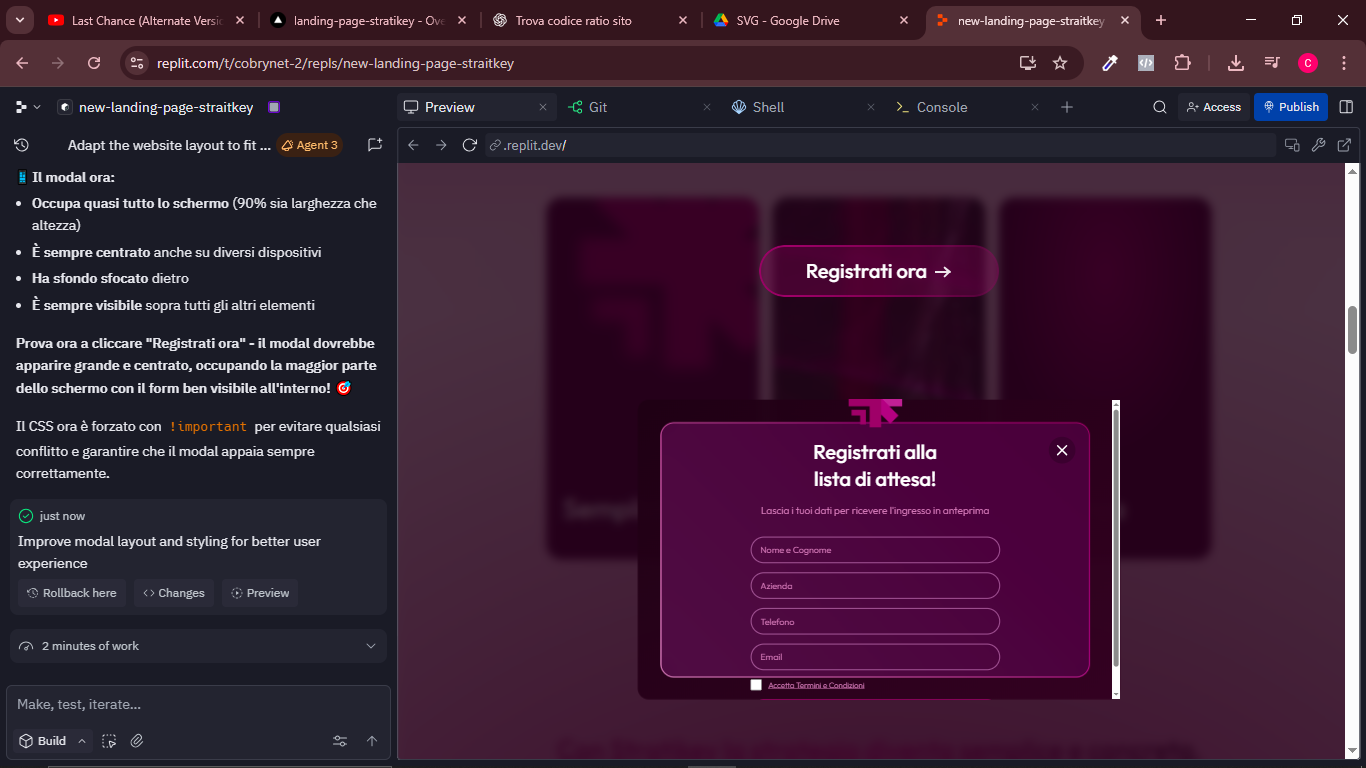 Last Chance (Alternate Versi
landing-page-stratikey - Ove
Trova codice ratio sito
SVG - Google Drive
new-landing-page-straitkey
replit.com/t/cobrynet-2/repls/new-landing-page-straitkey
C
new-landing-page-straitkey
Preview
Git
Shell
Console
Access
Publish
Adapt the website layout to fit ...
Agent 3
.replit.dev/
Il modal ora:
• Occupa quasi tutto lo schermo (90% sia larghezza che
altezza)
• È sempre centrato anche su diversi dispositivi
• Ha sfondo sfocato dietro
• È sempre visibile sopra tutti gli altri elementi
Prova ora a cliccare "Registrati ora" - il modal dovrebbe
apparire grande e centrato, occupando la maggior parte
dello schermo con il form ben visibile all'interno! 🎯
Il CSS ora è forzato con !important per evitare qualsiasi
conflitto e garantire che il modal appaia sempre
correttamente.
just now
Improve modal layout and styling for better user
experience
Rollback here
Changes
Preview
2 minutes of work
Make, test, iterate...
Build
Registrati ora →
Registrati alla
lista di attesa!
Lascia i tuoi dati per ricevere l'ingresso in anteprima
Nome e Cognome
Azienda
Telefono
Email
Accetto Termini e Condizioni